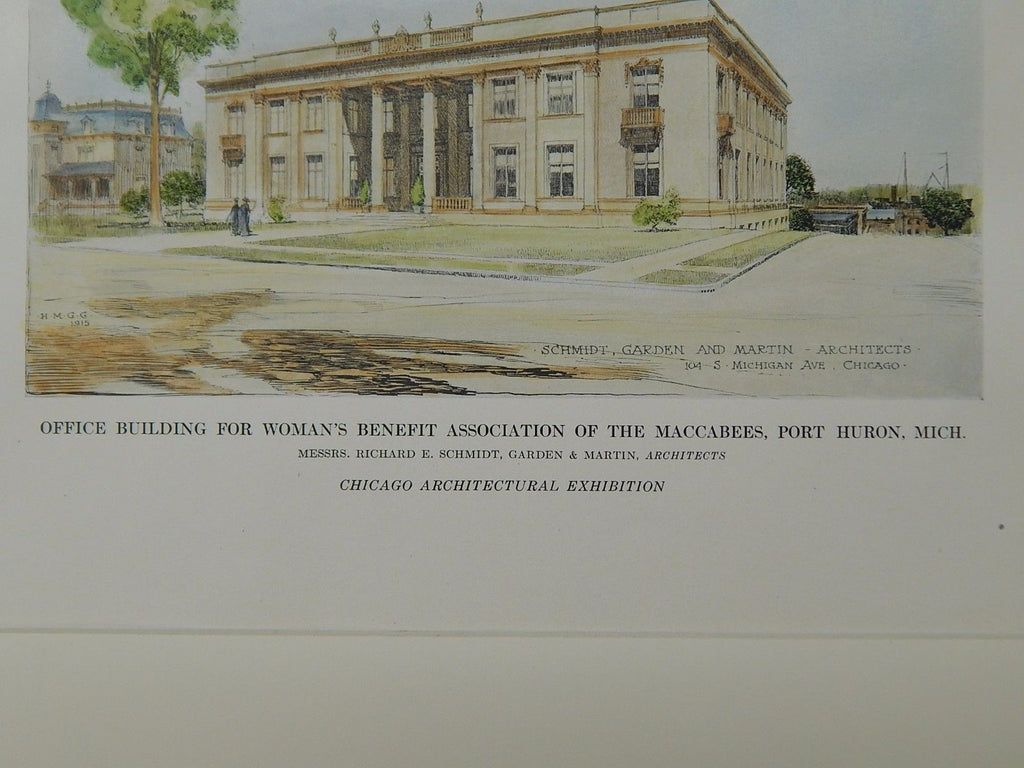 H.M.G.G
1915
SCHMIDT, GARDEN AND MARTIN - ARCHITECTS -
104 - S. MICHIGAN AVE. CHICAGO -
OFFICE BUILDING FOR WOMAN'S BENEFIT ASSOCIATION OF THE MACCABEES, PORT HURON, MICH.
MESSRS. RICHARD E. SCHMIDT, GARDEN & MARTIN, ARCHITECTS
CHICAGO ARCHITECTURAL EXHIBITION